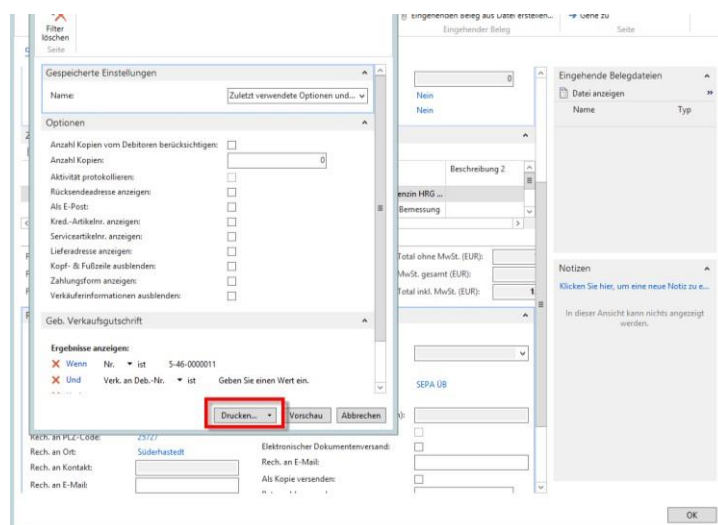 Filter
löschen
Seite
Eingehenden Beleg aus Datei erstellen...
Gehe zu
Eingehender Beleg
Seite
Gespeicherte Einstellungen
Name:
Zuletzt verwendete Optionen und...
Optionen
Anzahl Kopien vom Debitoren berücksichtigen:
Anzahl Kopien: 0
Aktivität protokollieren:
Rücksendeadresse anzeigen:
Als E-Post:
Kred.-Artikelnr. anzeigen:
Serviceartikelnr. anzeigen:
Lieferadresse anzeigen:
Kopf- & Fußzeile ausblenden:
Zahlungsform anzeigen:
Verkäuferinformationen ausblenden:
Geb. Verkaufsgutschrift
Ergebnisse anzeigen:
Wenn Nr. ist 5-46-0000011
Und Verk. an Deb.-Nr. ist Geben Sie einen Wert ein.
Drucken... Vorschau Abbrechen
0
Nein
Nein
Beschreibung 2
enzin HRG ...
Bemessung
Total ohne MwSt. (EUR):
MwSt. gesamt (EUR):
Total inkl. MwSt. (EUR): 1.
SEPA ÜB
Rech. an PLZ-Code: 25727
Rech. an Ort: Süderhastedt
Rech. an Kontakt:
Rech. an E-Mail:
Elektronischer Dokumentenversand:
Rech. an E-Mail:
Als Kopie versenden:
Eingehende Belegdateien
Datei anzeigen
Name Typ
Notizen
Klicken Sie hier, um eine neue Notiz zu e...
In dieser Ansicht kann nichts angezeigt
werden.
OK